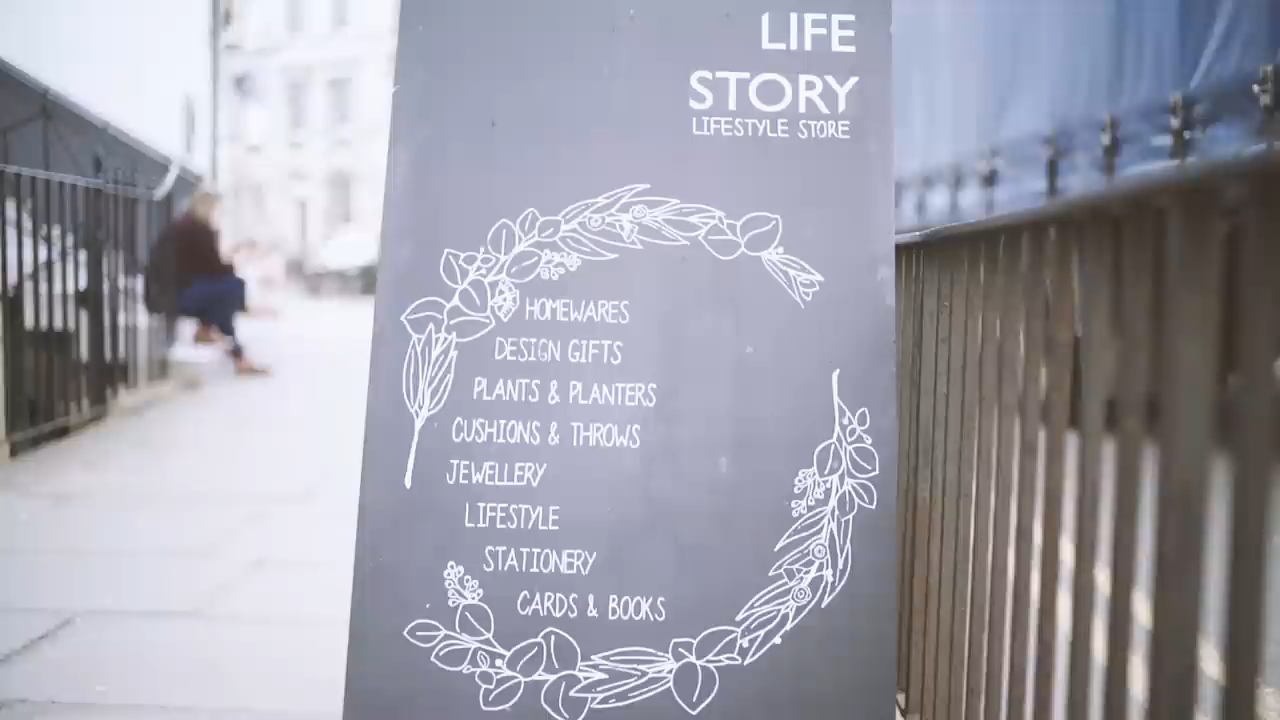 LIFE
STORY
LIFESTYLE STORE
HOMEWARES
DESIGN GIFTS
PLANTS & PLANTERS
CUSHIONS & THROWS
JEWELLERY
LIFESTYLE
STATIONERY
CARDS & BOOKS